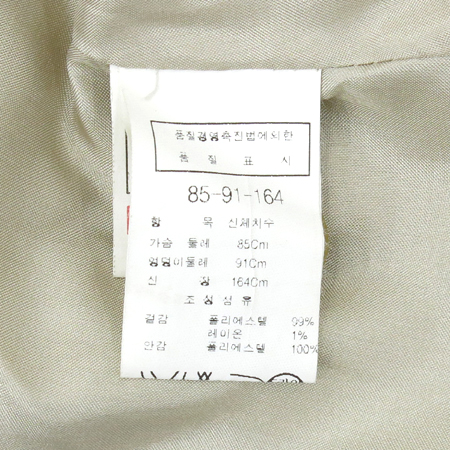 품질경영촉진법에의한
품 질 표 시
85-91-164
항 목 신체치수
가슴 둘레 85Cm
엉덩이둘레 91Cm
신 장 164Cm
조성섬유
겉감 폴리에스텔 99%
레이온 1%
안감 폴리에스텔 100%